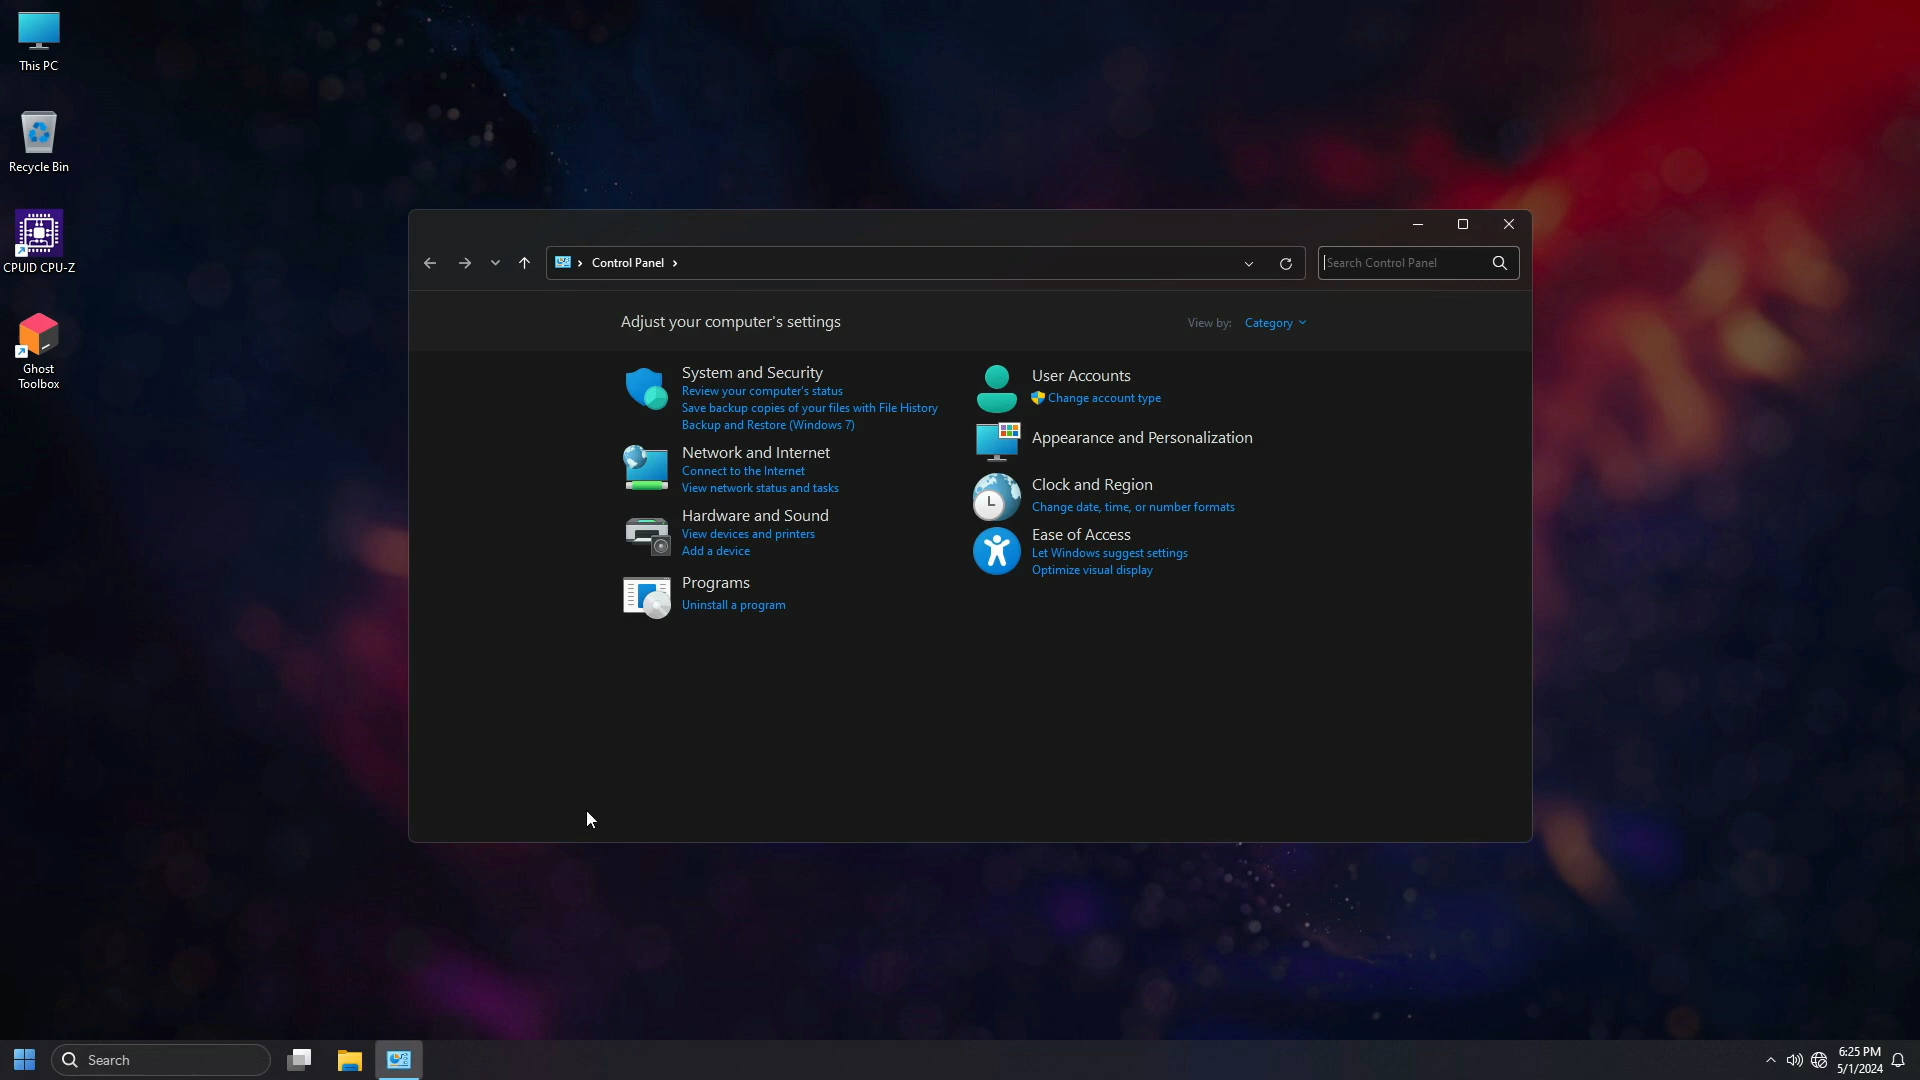 This PC
Recycle Bin
CPUID CPU-Z
Ghost
Toolbox
Control Panel
Search Control Panel
Adjust your computer's settings
View by: Category
System and Security
Review your computer's status
Save backup copies of your files with File History
Backup and Restore (Windows 7)
Network and Internet
Connect to the Internet
View network status and tasks
Hardware and Sound
View devices and printers
Add a device
Programs
Uninstall a program
User Accounts
Change account type
Appearance and Personalization
Clock and Region
Change date, time, or number formats
Ease of Access
Let Windows suggest settings
Optimize visual display
Search
6:25 PM
5/1/2024